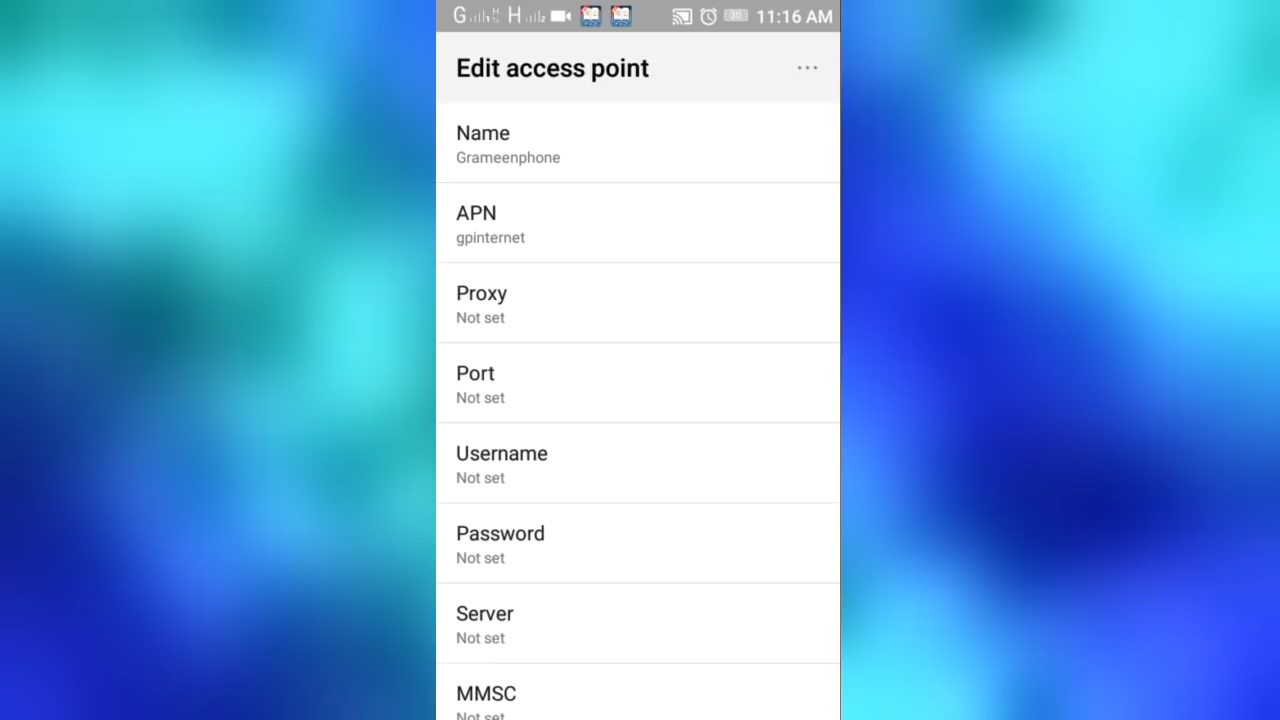 G H H 30 11:16 AM
Edit access point
Name
Grameenphone
APN
gpinternet
Proxy
Not set
Port
Not set
Username
Not set
Password
Not set
Server
Not set
MMSC
Not set